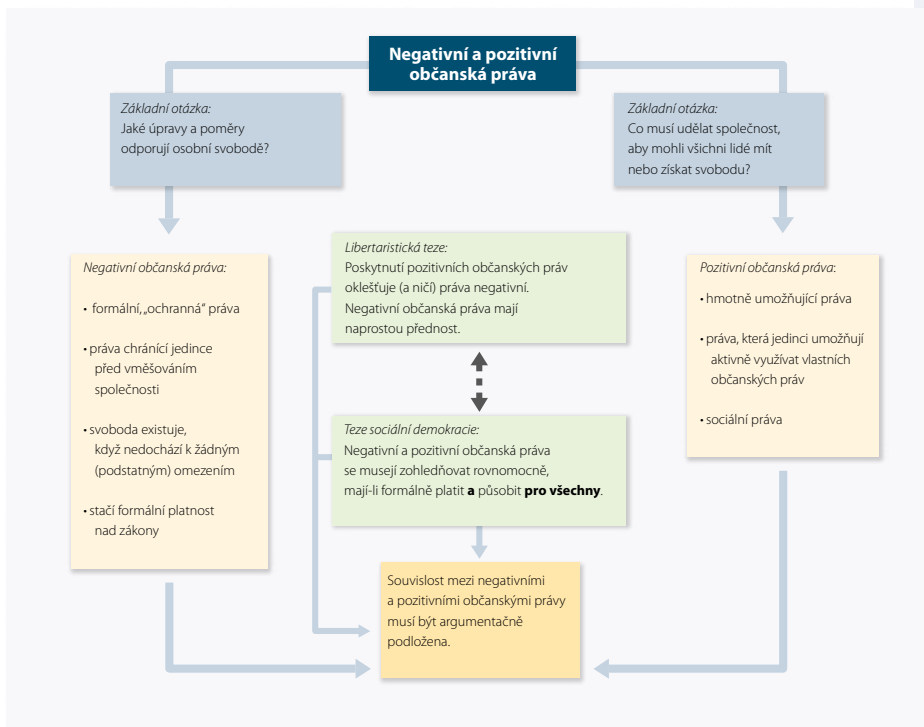 Negativní a pozitivní
občanská práva
Základní otázka:
Jaké úpravy a poměry
odporují osobní svobodě?
Základní otázka:
Co musí udělat společnost,
aby mohli všichni lidé mít
nebo získat svobodu?
Negativní občanská práva:
• formální, „ochranná“ práva
• práva chránící jedince
před vměšováním
společnosti
• svoboda existuje,
když nedochází k žádným
(podstatným) omezením
• stačí formální platnost
nad zákony
Libertaristická teze:
Poskytnutí pozitivních občanských práv
oklešťuje (a ničí) práva negativní.
Negativní občanská práva mají
naprostou přednost.
Teze sociální demokracie:
Negativní a pozitivní občanská práva
se musejí zohledňovat rovnomocně,
mají-li formálně platit a působit pro všechny.
Pozitivní občanská práva:
• hmotně umožňující práva
• práva, která jedinci umožňují
aktivně využívat vlastních
občanských práv
• sociální práva
Souvislost mezi negativními
a pozitivními občanskými právy
musí být argumentačně
podložena.